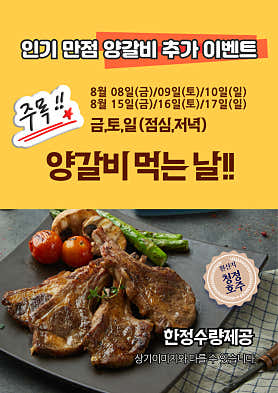 인기 만점 양갈비 추가 이벤트
주목!!
8월 08일(금)/09일(토)/10일(일)
8월 15일(금)/16일(토)/17일(일)
금,토,일 (점심,저녁)
양갈비 먹는 날!!
원산지
청정
호주
한정수량제공
상기이미지와 다를 수 있습니다.